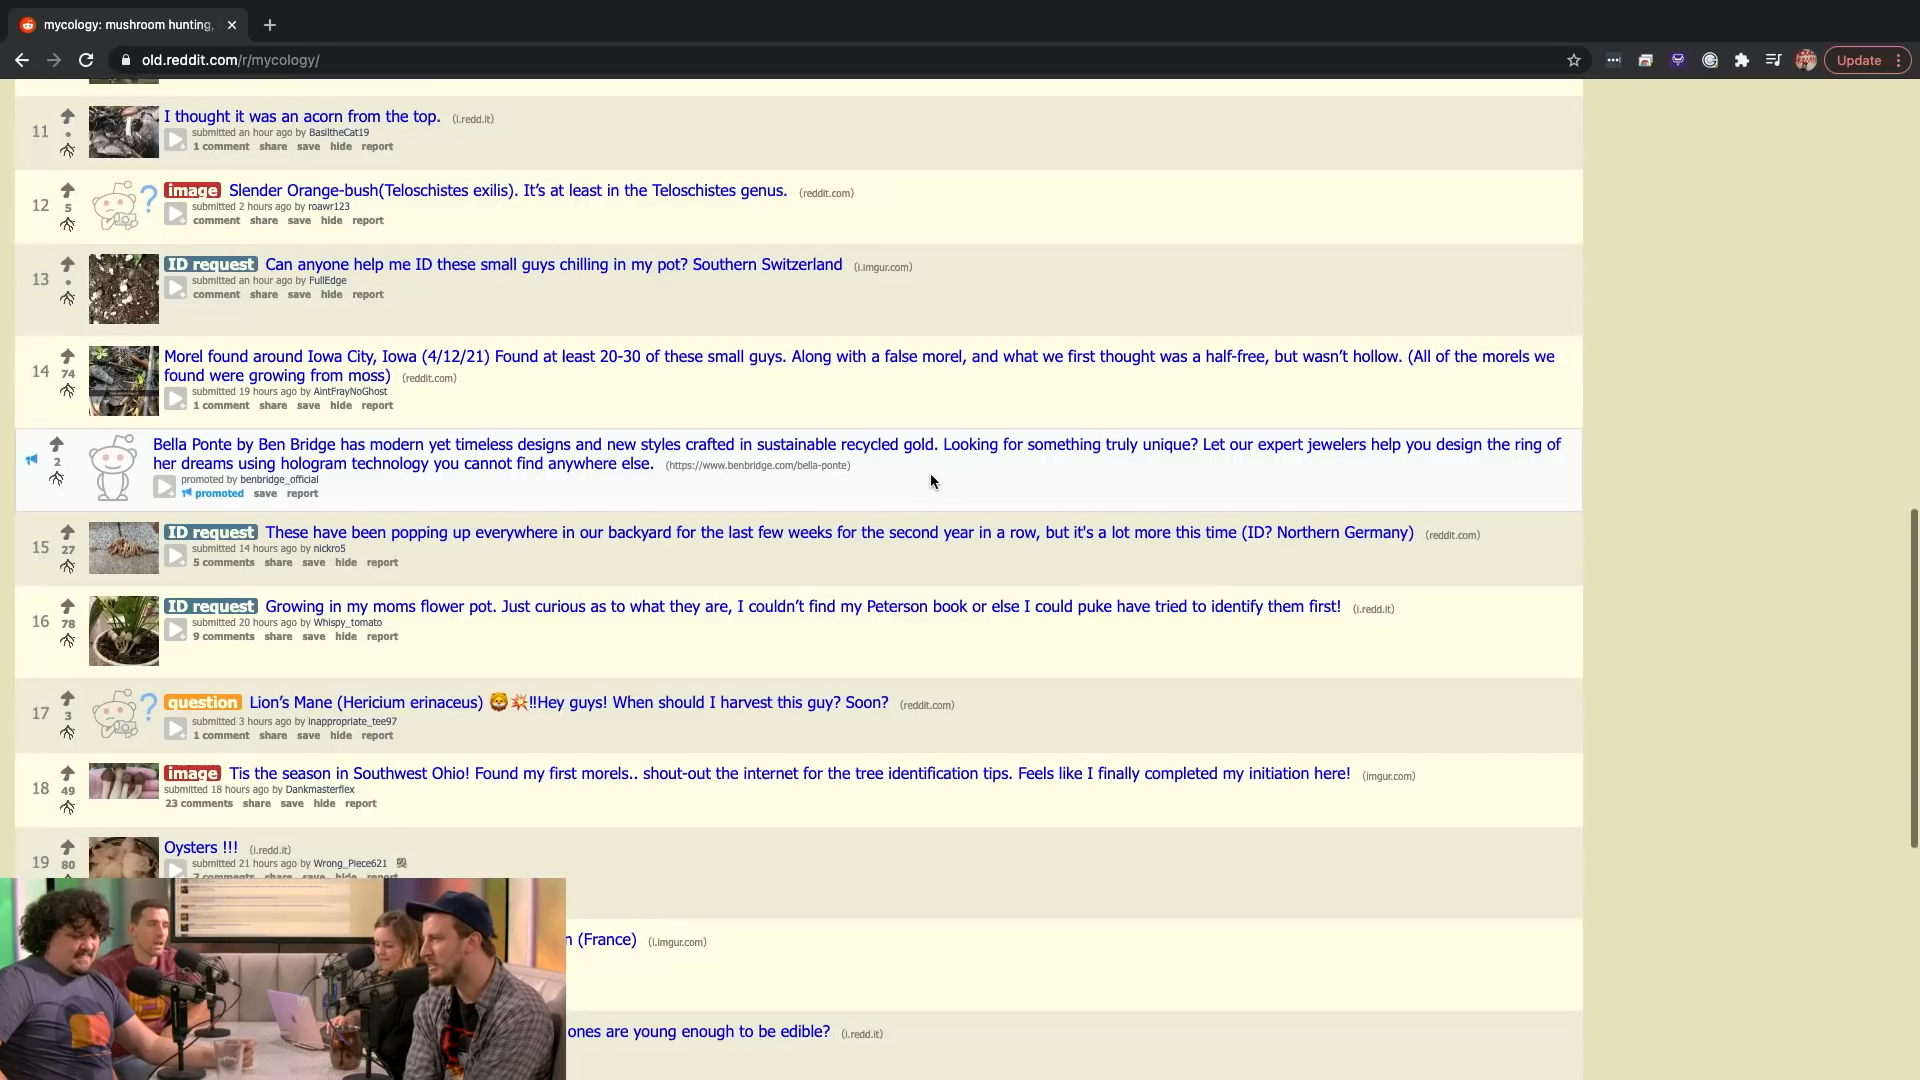 mycology: mushroom hunting,
old.reddit.com/r/mycology/
Update
11
I thought it was an acorn from the top. (i.redd.it)
submitted an hour ago by BasiltheCat19
1 comment share save hide report
12
5
image Slender Orange-bush(Teloschistes exilis). It’s at least in the Teloschistes genus. (reddit.com)
submitted 2 hours ago by roawr123
comment share save hide report
13
ID request Can anyone help me ID these small guys chilling in my pot? Southern Switzerland (i.imgur.com)
submitted an hour ago by FullEdge
comment share save hide report
14
74
Morel found around Iowa City, Iowa (4/12/21) Found at least 20-30 of these small guys. Along with a false morel, and what we first thought was a half-free, but wasn’t hollow. (All of the morels we
found were growing from moss) (reddit.com)
submitted 19 hours ago by AintFrayNoGhost
1 comment share save hide report
2
Bella Ponte by Ben Bridge has modern yet timeless designs and new styles crafted in sustainable recycled gold. Looking for something truly unique? Let our expert jewelers help you design the ring of
her dreams using hologram technology you cannot find anywhere else. (https://www.benbridge.com/bella-ponte)
promoted by benbridge_official
promoted save report
15
27
ID request These have been popping up everywhere in our backyard for the last few weeks for the second year in a row, but it's a lot more this time (ID? Northern Germany) (reddit.com)
submitted 14 hours ago by nickro5
5 comments share save hide report
16
78
ID request Growing in my moms flower pot. Just curious as to what they are, I couldn’t find my Peterson book or else I could puke have tried to identify them first! (i.redd.it)
submitted 20 hours ago by Whispy_tomato
9 comments share save hide report
17
3
question Lion’s Mane (Hericium erinaceus) 🦁💥‼Hey guys! When should I harvest this guy? Soon? (reddit.com)
submitted 3 hours ago by inappropriate_tee97
1 comment share save hide report
18
49
image Tis the season in Southwest Ohio! Found my first morels.. shout-out the internet for the tree identification tips. Feels like I finally completed my initiation here! (imgur.com)
submitted 18 hours ago by Dankmasterflex
23 comments share save hide report
19
80
Oysters !!! (i.redd.it)
submitted 21 hours ago by Wrong_Piece621
7 comments share save hide report
n (France) (i.imgur.com)
ones are young enough to be edible? (i.redd.it)